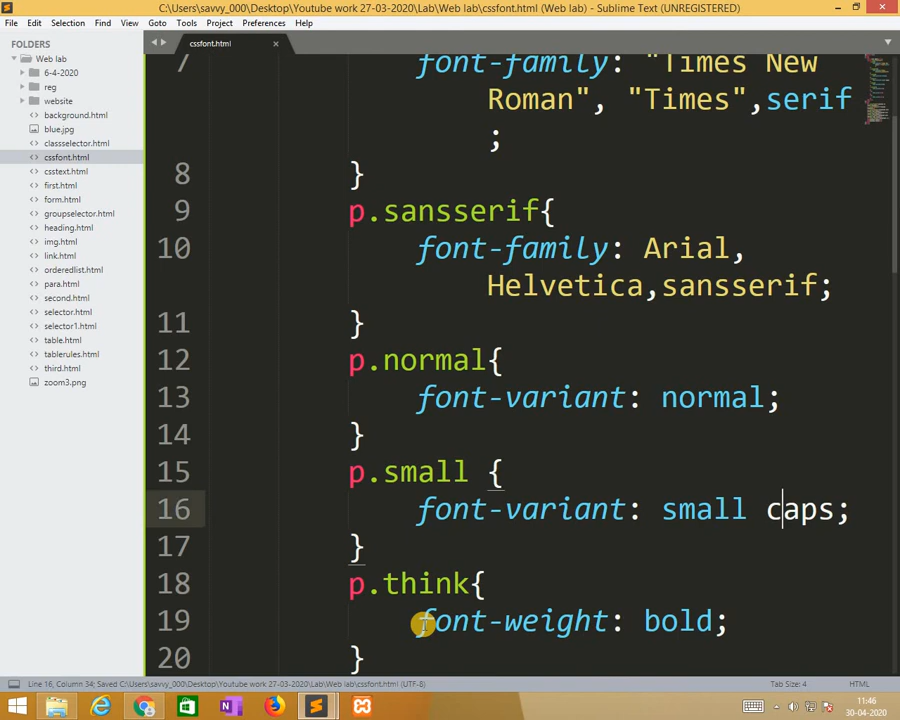 C:\Users\savvy_000\Desktop\Youtube work 27-03-2020\Lab\Web lab\cssfont.html (Web lab) - Sublime Text (UNREGISTERED)
File Edit Selection Find View Goto Tools Project Preferences Help
FOLDERS
Web lab
6-4-2020
reg
website
background.html
blue.jpg
classselector.html
cssfont.html
csstext.html
first.html
form.html
groupselector.html
heading.html
img.html
link.html
orderedlist.html
para.html
second.html
selector.html
selector1.html
table.html
tablerules.html
third.html
zoom3.png
cssfont.html
7 font-family: "Times New
Roman", "Times",serif
;
8 }
9 p.sansserif{
10 font-family: Arial,
Helvetica,sansserif;
11 }
12 p.normal{
13 font-variant: normal;
14 }
15 p.small {
16 font-variant: small caps;
17 }
18 p.think{
19 font-weight: bold;
20 }
Line 16, Column 34; Saved C:\Users\savvy_000\Desktop\Youtube work 27-03-2020\Lab\Web lab\cssfont.html (UTF-8)
Tab Size: 4
HTML
11:46
30-04-2020